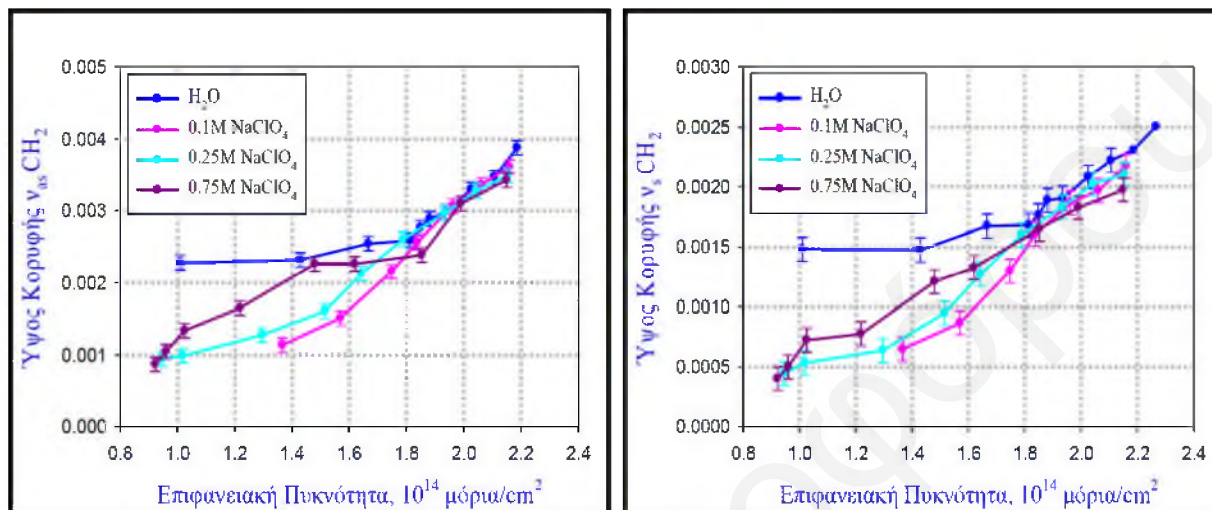 0.005
0.004
0.003
0.002
0.001
0.000
Ύψος Κορυφής νas CH2
H2O
0.1M NaClO4
0.25M NaClO4
0.75M NaClO4
0.8 1.0 1.2 1.4 1.6 1.8 2.0 2.2 2.4
Επιφανειακή Πυκνότητα, 10^14 μόρια/cm^2
0.0030
0.0025
0.0020
0.0015
0.0010
0.0005
0.0000
Ύψος Κορυφής νs CH2
H2O
0.1M NaClO4
0.25M NaClO4
0.75M NaClO4
0.8 1.0 1.2 1.4 1.6 1.8 2.0 2.2 2.4
Επιφανειακή Πυκνότητα, 10^14 μόρια/cm^2